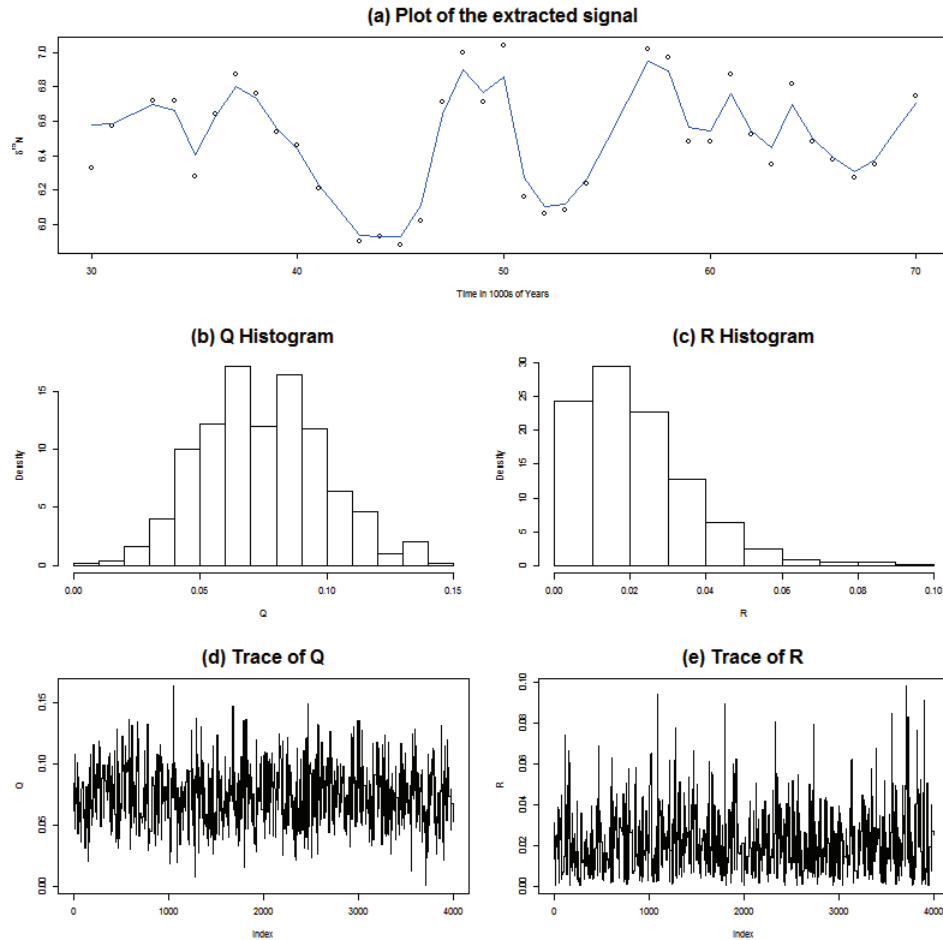 (a) Plot of the extracted signal
δ¹⁵N
7.0
6.8
6.6
6.4
6.2
6.0
30 40 50 60 70
Time in 1000s of Years
(b) Q Histogram
Density
15
10
5
0
0.00 0.05 0.10 0.15
Q
(c) R Histogram
Density
30
25
20
15
10
5
0
0.00 0.02 0.04 0.06 0.08 0.10
R
(d) Trace of Q
Q
0.15
0.10
0.05
0.00
0 1000 2000 3000 4000
Index
(e) Trace of R
R
0.10
0.08
0.06
0.04
0.02
0.00
0 1000 2000 3000 4000
Index